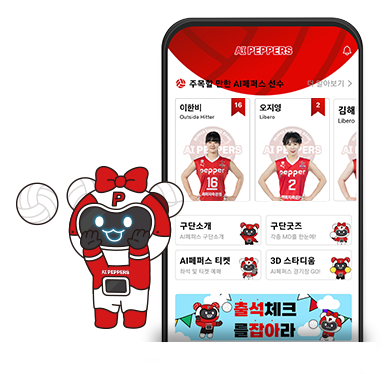 AI PEPPERS
주목할 만한 AI페퍼스 선수
더 알아보기 >
이한비
Outside Hitter
16
오지영
Libero
2
김해
Libero
AI PEPPERS
AI PEPPERS
pepper
16
pepper
2
구단소개
AI페퍼스 구단소개
구단굿즈
각종 MD를 한눈에!
AI페퍼스 티켓
좌석 및 티켓 예매
3D 스타디움
AI페퍼스 경기장 GO!
출석체크
를잡아라
P
AI PEPPERS